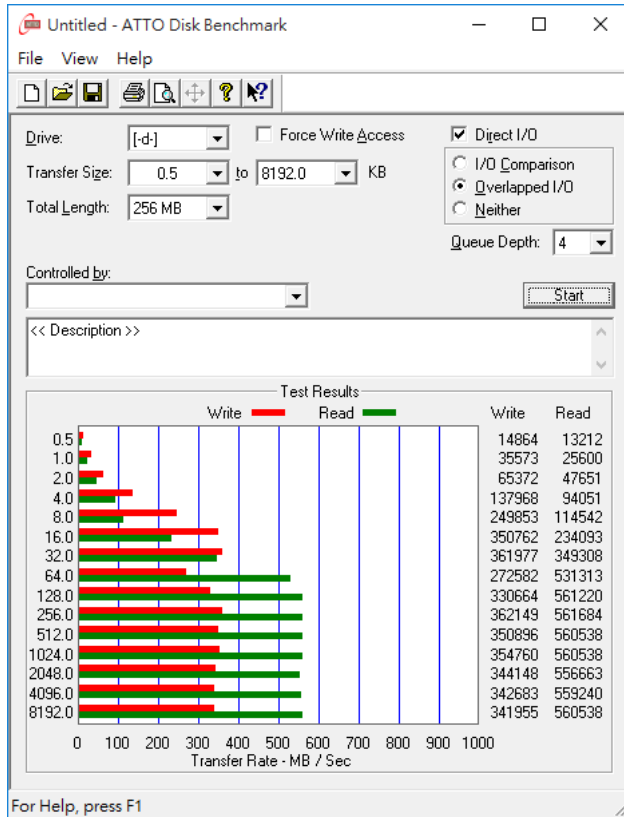 Untitled - ATTO Disk Benchmark
File View Help
Drive: [-d-] Force Write Access Direct I/O
Transfer Size: 0.5 to 8192.0 KB I/O Comparison
Overlapped I/O
Total Length: 256 MB Neither
Queue Depth: 4
Controlled by:
Start
<< Description >>
Test Results
Write Read Write Read
0.5 14864 13212
1.0 35573 25600
2.0 65372 47651
4.0 137968 94051
8.0 249853 114542
16.0 350762 234093
32.0 361977 349308
64.0 272582 531313
128.0 330664 561220
256.0 362149 561684
512.0 350896 560538
1024.0 354760 560538
2048.0 344148 556663
4096.0 342683 559240
8192.0 341955 560538
0 100 200 300 400 500 600 700 800 900 1000
Transfer Rate - MB / Sec
For Help, press F1